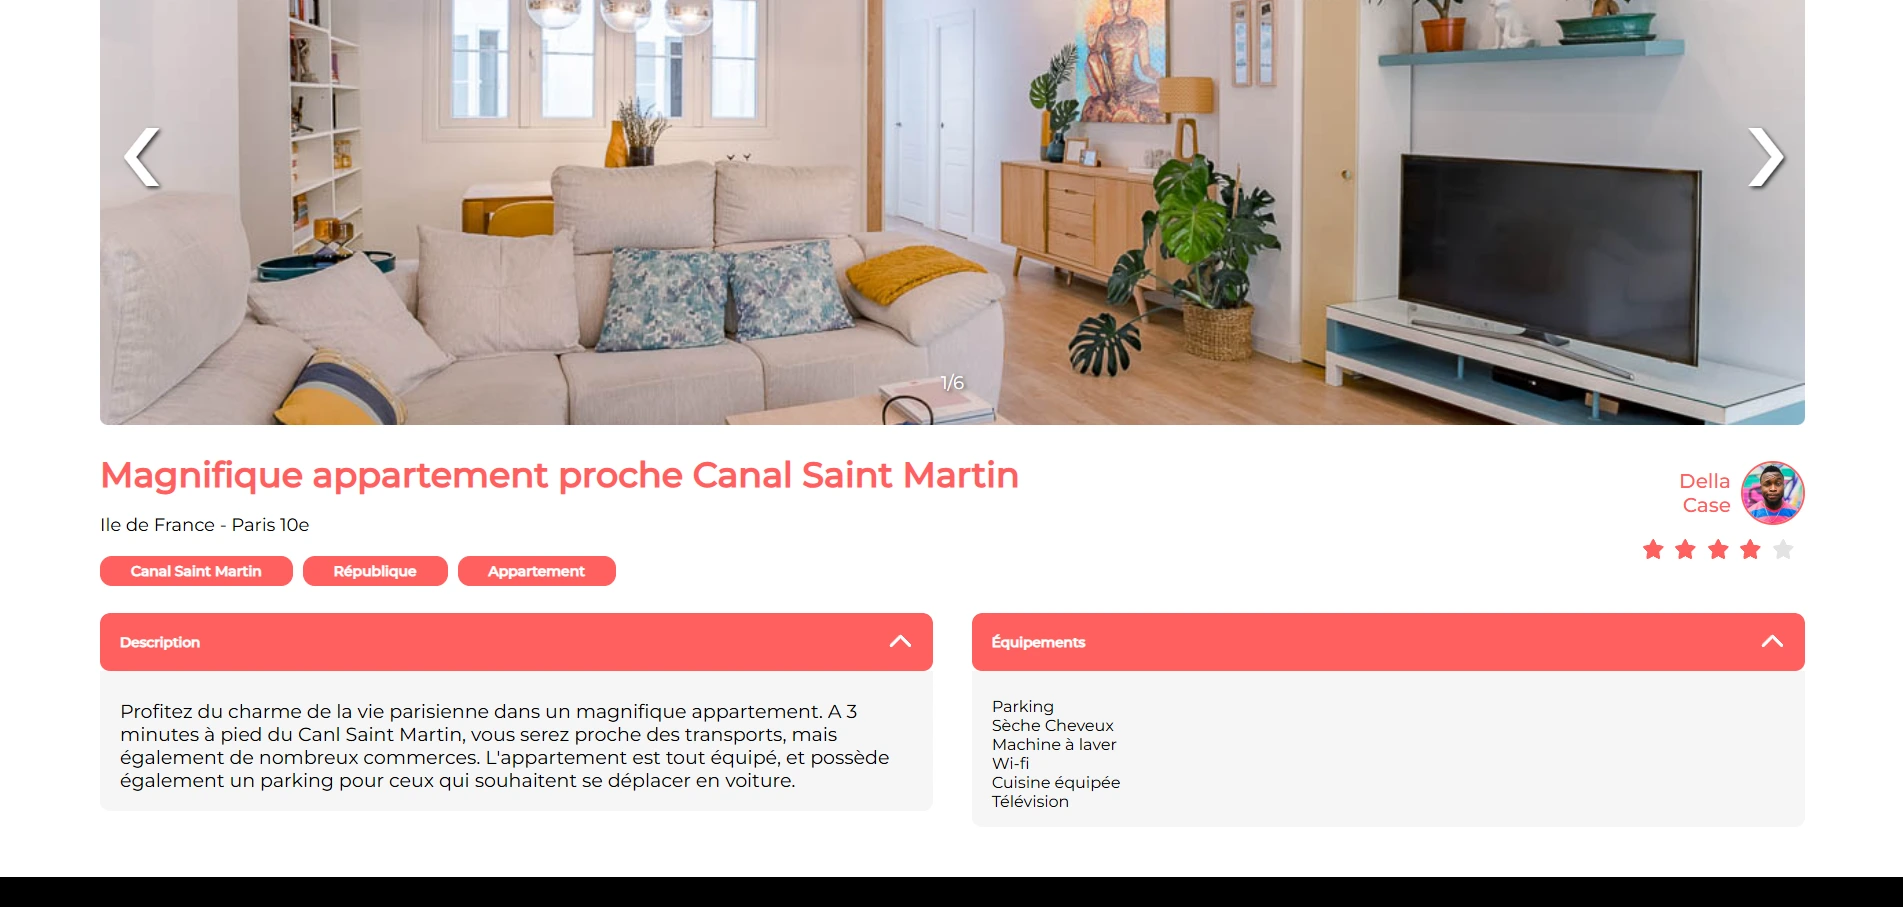 1/6
Magnifique appartement proche Canal Saint Martin
Della
Case
Ile de France - Paris 10e
Canal Saint Martin
République
Appartement
Description
Profitez du charme de la vie parisienne dans un magnifique appartement. A 3
minutes à pied du Canl Saint Martin, vous serez proche des transports, mais
également de nombreux commerces. L'appartement est tout équipé, et possède
également un parking pour ceux qui souhaitent se déplacer en voiture.
Équipements
Parking
Sèche Cheveux
Machine à laver
Wi-fi
Cuisine équipée
Télévision